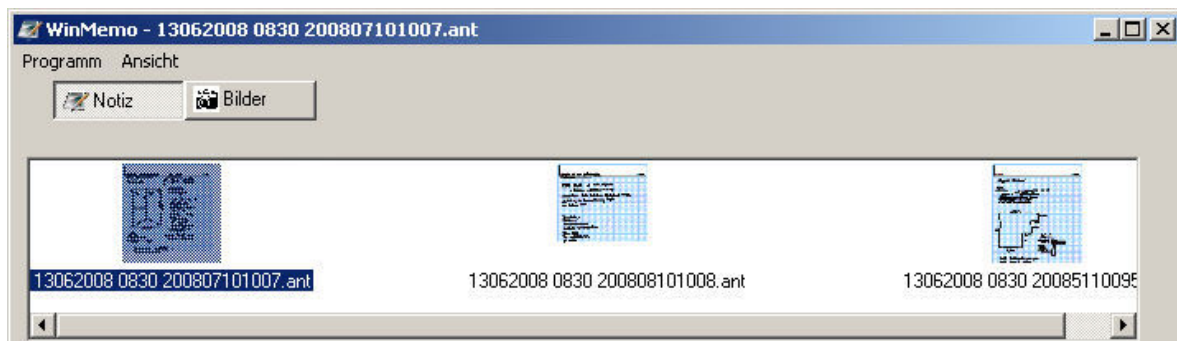 WinMemo - 13062008 0830 200807101007.ant
Programm Ansicht
Notiz Bilder
13062008 0830 200807101007.ant 13062008 0830 200808101008.ant 13062008 0830 20085110095